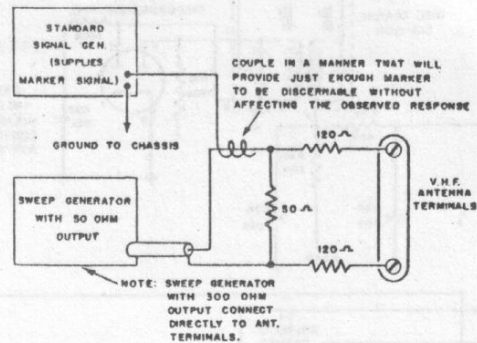 STANDARD
SIGNAL GEN.
(SUPPLIES
MARKER SIGNAL)
GROUND TO CHASSIS
COUPLE IN A MANNER THAT WILL
PROVIDE JUST ENOUGH MARKER
TO BE DISCERNABLE WITHOUT
AFFECTING THE OBSERVED RESPONSE
120 Ω
50 Ω
120 Ω
V.H.F.
ANTENNA
TERMINALS
SWEEP GENERATOR
WITH 50 OHM
OUTPUT
NOTE: SWEEP GENERATOR
WITH 300 OHM
OUTPUT CONNECT
DIRECTLY TO ANT.
TERMINALS.